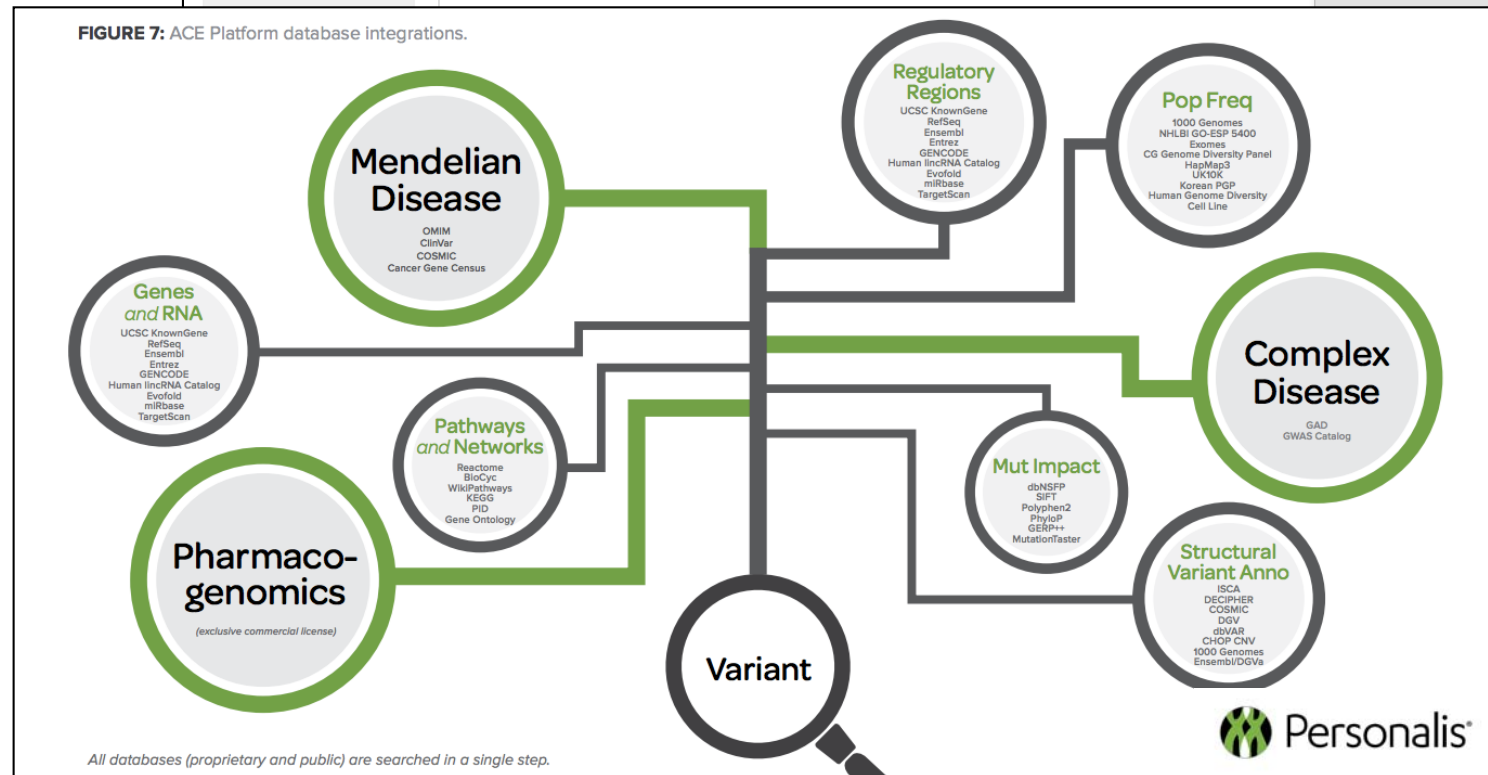 FIGURE 7: ACE Platform database integrations.
Mendelian
Disease
OMIM
ClinVar
COSMIC
Cancer Gene Census
Regulatory
Regions
UCSC KnownGene
RefSeq
Ensembl
Entrez
GENCODE
Human lincRNA Catalog
Evofold
miRbase
TargetScan
Pop Freq
1000 Genomes
NHLBI GO-ESP 5400
Exomes
CG Genome Diversity Panel
HapMap3
UK10K
Korean PGP
Human Genome Diversity
Cell Line
Genes
and RNA
UCSC KnownGene
RefSeq
Ensembl
Entrez
GENCODE
Human lincRNA Catalog
Evofold
miRbase
TargetScan
Complex
Disease
GAD
GWAS Catalog
Pathways
and Networks
Reactome
BioCyc
WikiPathways
KEGG
PID
Gene Ontology
Mut Impact
dbNSFP
SIFT
Polyphen2
PhyloP
GERP++
MutationTaster
Pharmaco-
genomics
(exclusive commercial license)
Structural
Variant Anno
ISCA
DECIPHER
COSMIC
DGV
dbVAR
CHOP CNV
1000 Genomes
Ensembl/DGVa
Variant
Personalis®
All databases (proprietary and public) are searched in a single step.